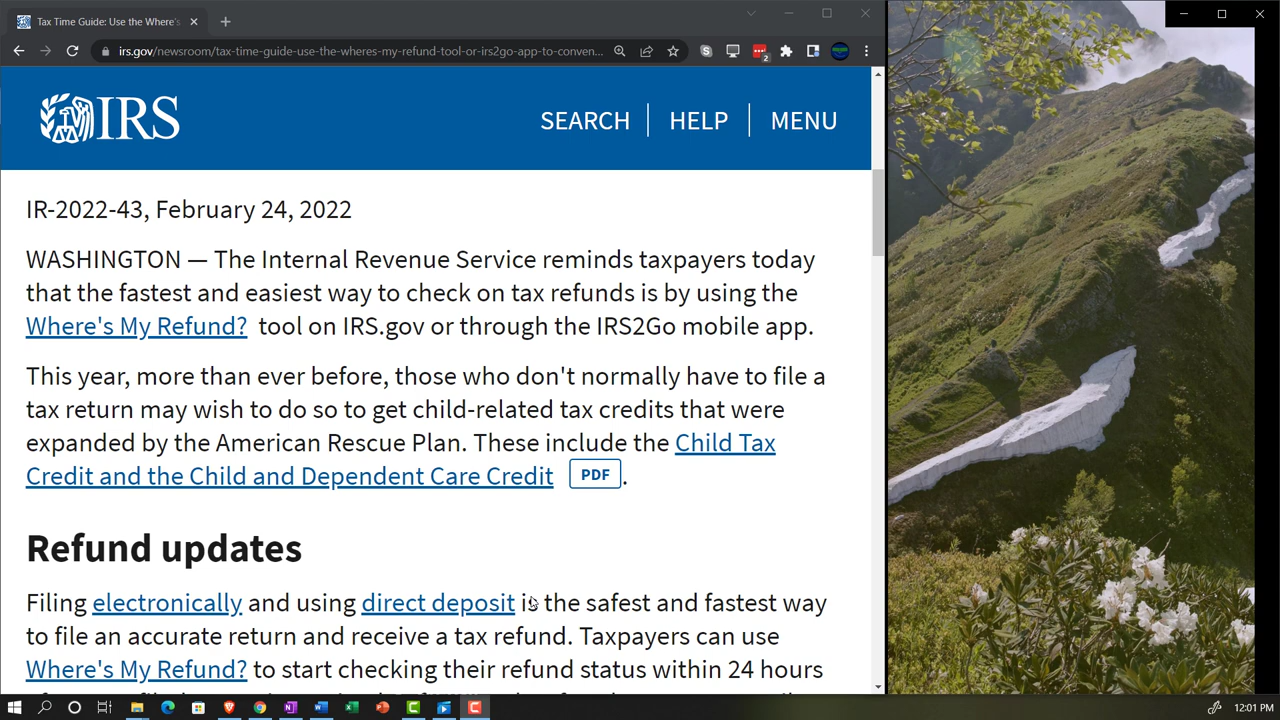 Tax Time Guide: Use the Where's
irs.gov/newsroom/tax-time-guide-use-the-wheres-my-refund-tool-or-irs2go-app-to-conven...
2
IRS
SEARCH
HELP
MENU
IR-2022-43, February 24, 2022
WASHINGTON — The Internal Revenue Service reminds taxpayers today
that the fastest and easiest way to check on tax refunds is by using the
Where's My Refund? tool on IRS.gov or through the IRS2Go mobile app.
This year, more than ever before, those who don't normally have to file a
tax return may wish to do so to get child-related tax credits that were
expanded by the American Rescue Plan. These include the Child Tax
Credit and the Child and Dependent Care Credit PDF.
Refund updates
Filing electronically and using direct deposit is the safest and fastest way
to file an accurate return and receive a tax refund. Taxpayers can use
Where's My Refund? to start checking their refund status within 24 hours
12:01 PM